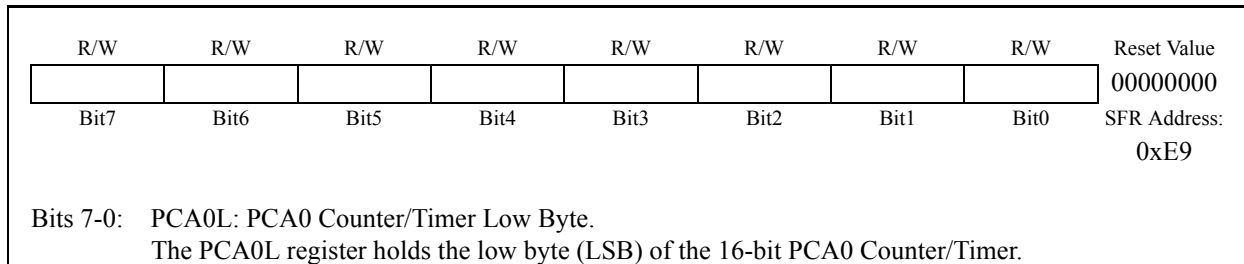 R/W R/W R/W R/W R/W R/W R/W R/W Reset Value
00000000
Bit7 Bit6 Bit5 Bit4 Bit3 Bit2 Bit1 Bit0 SFR Address:
0xE9
Bits 7-0: PCA0L: PCA0 Counter/Timer Low Byte.
The PCA0L register holds the low byte (LSB) of the 16-bit PCA0 Counter/Timer.